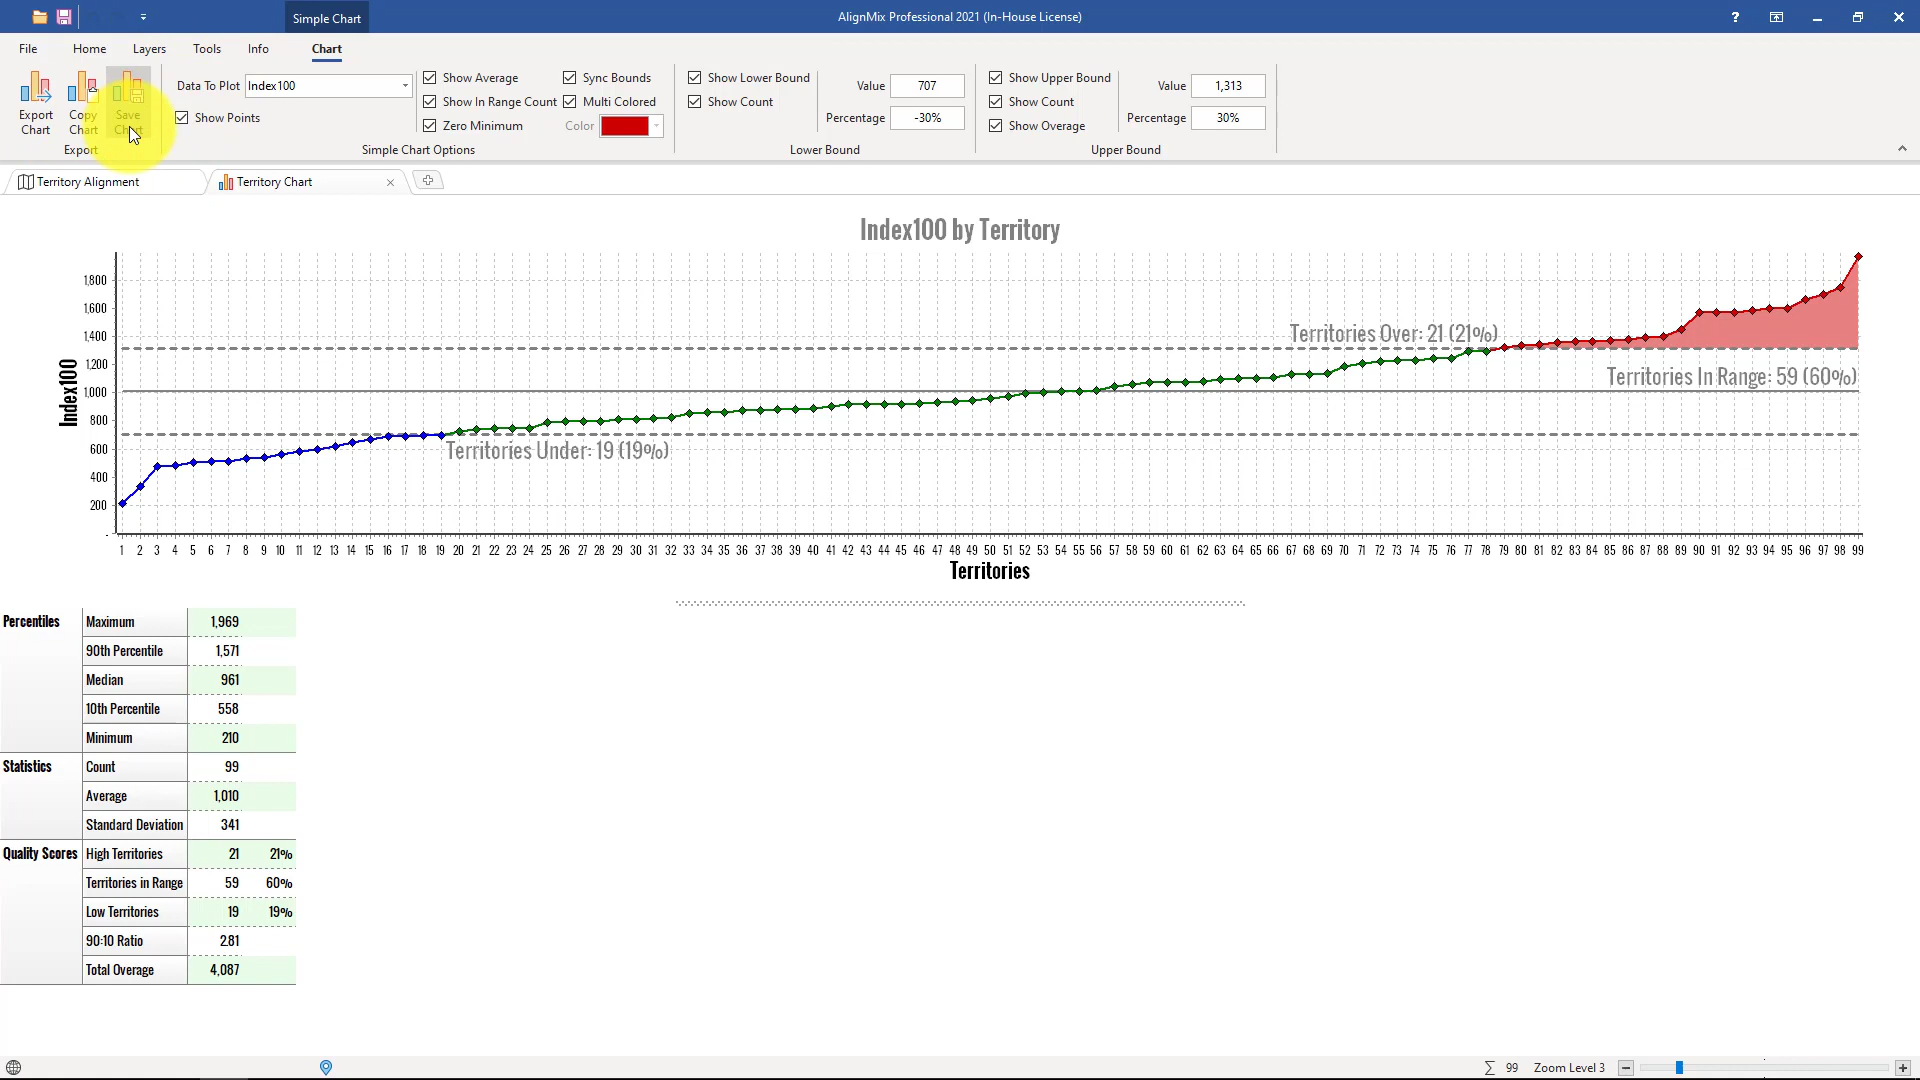 Simple Chart
AlignMix Professional 2021 (In-House License)
?
File Home Layers Tools Info Chart
Export Chart
Copy Chart
Save Chart
Export
Data To Plot Index100
Show Points
Show Average
Show In Range Count
Zero Minimum
Sync Bounds
Multi Colored
Color
Simple Chart Options
Show Lower Bound
Show Count
Value 707
Percentage -30%
Lower Bound
Show Upper Bound
Show Count
Show Overage
Value 1,313
Percentage 30%
Upper Bound
Territory Alignment
Territory Chart
Index100 by Territory
Index100
1,800
1,600
1,400
1,200
1,000
800
600
400
200
-
Territories Over: 21 (21%)
Territories In Range: 59 (60%)
Territories Under: 19 (19%)
1 2 3 4 5 6 7 8 9 10 11 12 13 14 15 16 17 18 19 20 21 22 23 24 25 26 27 28 29 30 31 32 33 34 35 36 37 38 39 40 41 42 43 44 45 46 47 48 49 50 51 52 53 54 55 56 57 58 59 60 61 62 63 64 65 66 67 68 69 70 71 72 73 74 75 76 77 78 79 80 81 82 83 84 85 86 87 88 89 90 91 92 93 94 95 96 97 98 99
Territories
Percentiles Maximum 1,969
90th Percentile 1,571
Median 961
10th Percentile 558
Minimum 210
Statistics Count 99
Average 1,010
Standard Deviation 341
Quality Scores High Territories 21 21%
Territories in Range 59 60%
Low Territories 19 19%
90:10 Ratio 2.81
Total Overage 4,087
∑ 99 Zoom Level 3